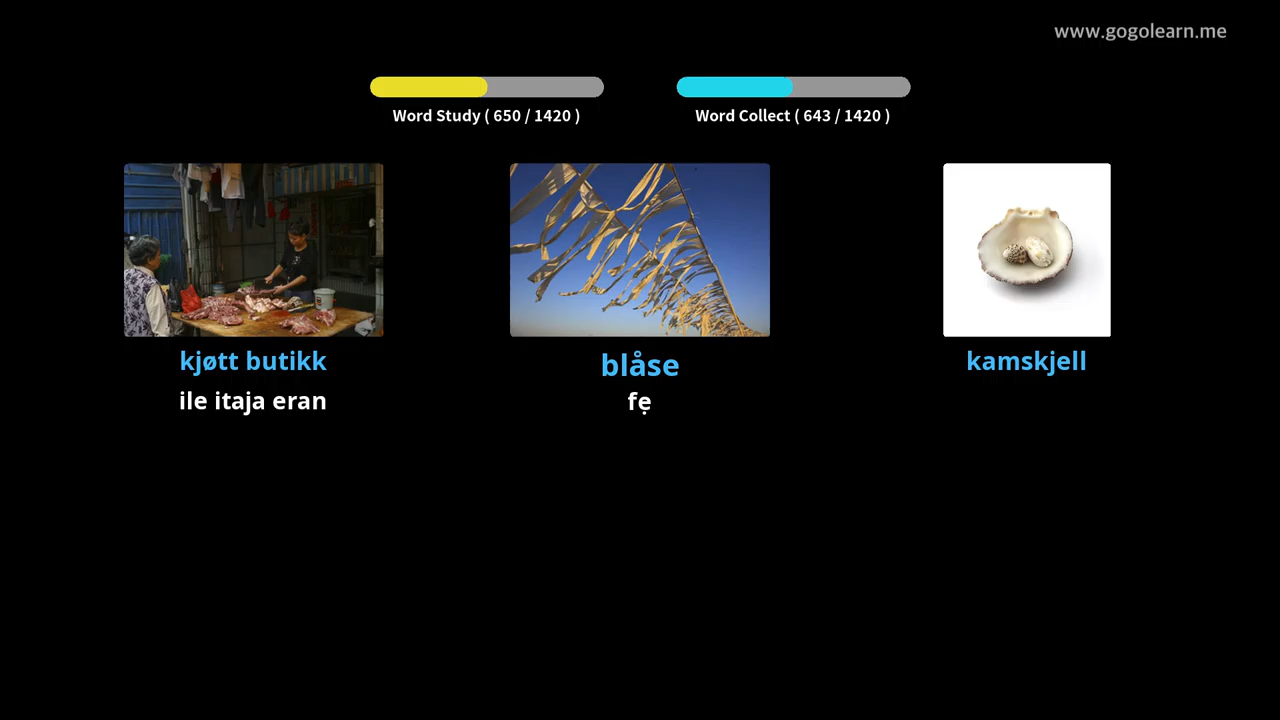 www.gogolearn.me
Word Study ( 650 / 1420 )
Word Collect ( 643 / 1420 )
kjøtt butikk
ile itaja eran
blåse
fẹ
kamskjell